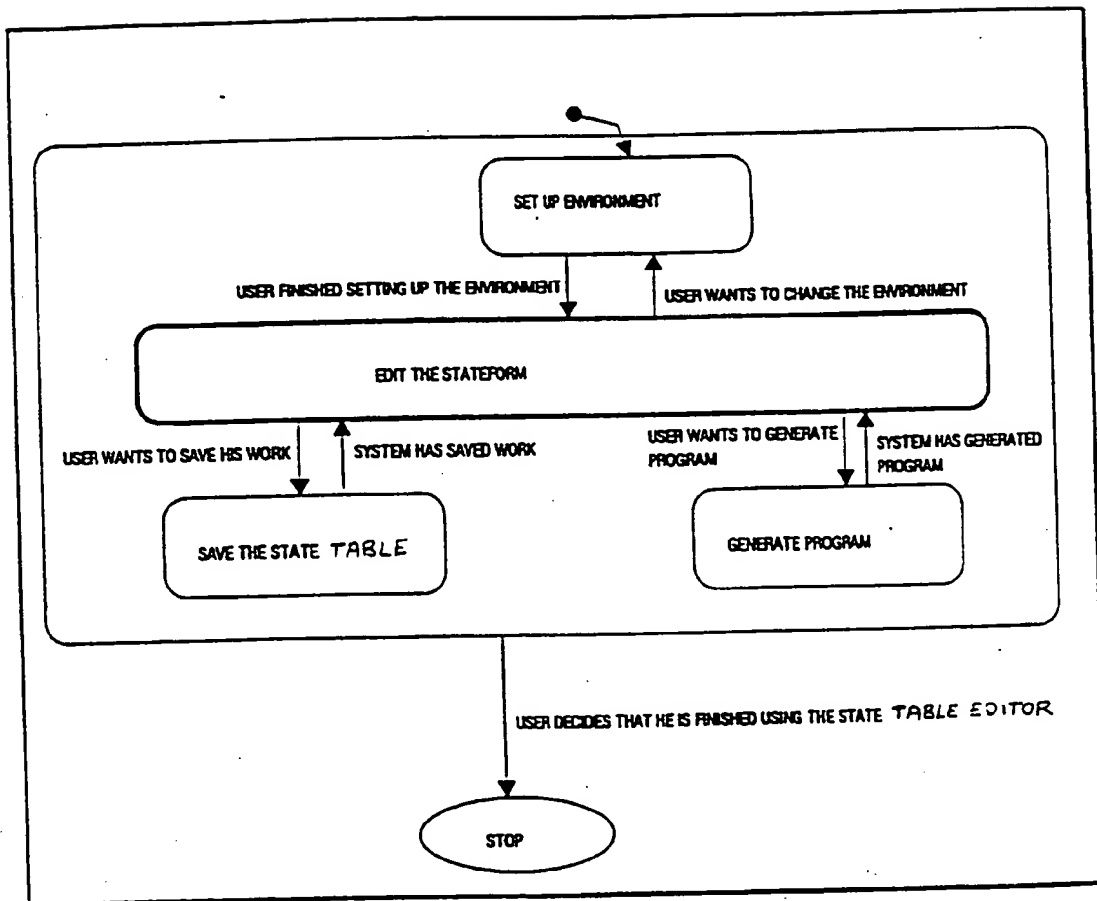 SET UP ENVIRONMENT
USER FINISHED SETTING UP THE ENVIRONMENT
USER WANTS TO CHANGE THE ENVIRONMENT
EDIT THE STATEFORM
USER WANTS TO SAVE HIS WORK
SYSTEM HAS SAVED WORK
USER WANTS TO GENERATE
PROGRAM
SYSTEM HAS GENERATED
PROGRAM
SAVE THE STATE TABLE
GENERATE PROGRAM
USER DECIDES THAT HE IS FINISHED USING THE STATE TABLE EDITOR
STOP